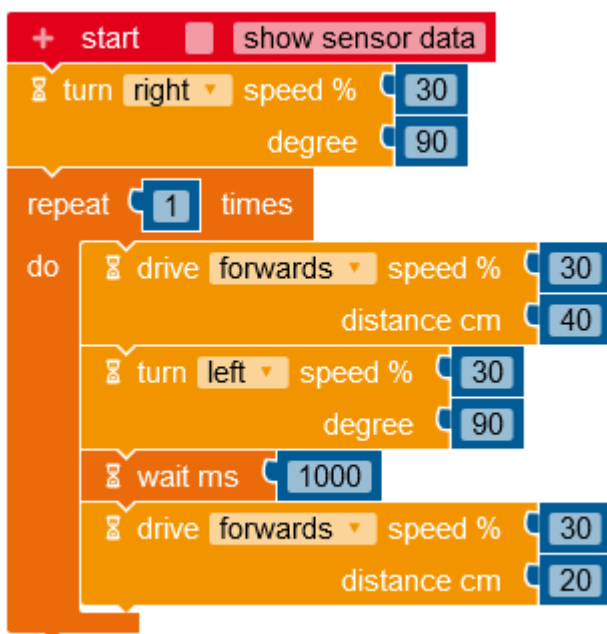 + start show sensor data
turn right speed % 30
degree 90
repeat 1 times
do drive forwards speed % 30
distance cm 40
turn left speed % 30
degree 90
wait ms 1000
drive forwards speed % 30
distance cm 20